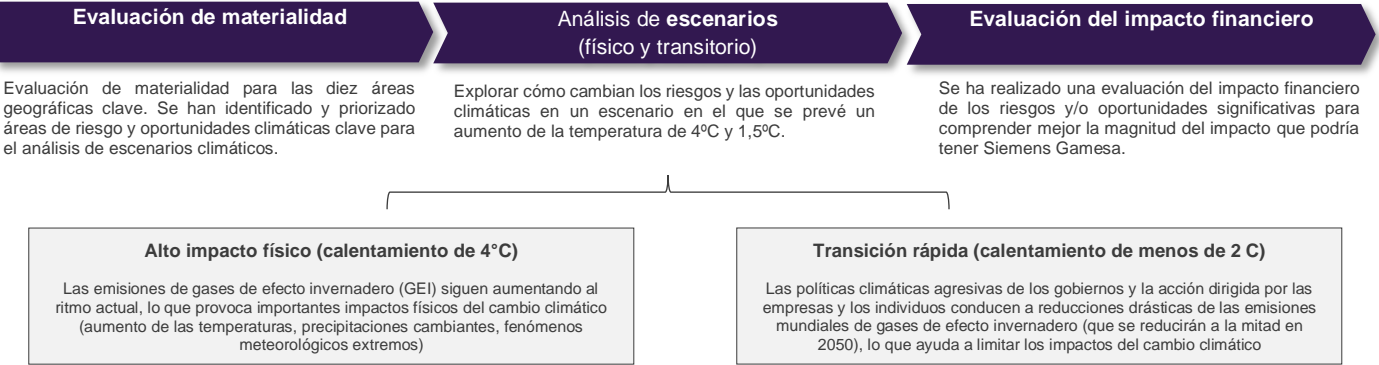 Evaluación de materialidad
Evaluación de materialidad para las diez áreas
geográficas clave. Se han identificado y priorizado
áreas de riesgo y oportunidades climáticas clave para
el análisis de escenarios climáticos.
Análisis de escenarios
(físico y transitorio)
Explorar cómo cambian los riesgos y las oportunidades
climáticas en un escenario en el que se prevé un
aumento de la temperatura de 4ºC y 1,5ºC.
Evaluación del impacto financiero
Se ha realizado una evaluación del impacto financiero
de los riesgos y/o oportunidades significativas para
comprender mejor la magnitud del impacto que podría
tener Siemens Gamesa.
Alto impacto físico (calentamiento de 4°C)
Las emisiones de gases de efecto invernadero (GEI) siguen aumentando al
ritmo actual, lo que provoca importantes impactos físicos del cambio climático
(aumento de las temperaturas, precipitaciones cambiantes, fenómenos
meteorológicos extremos)
Transición rápida (calentamiento de menos de 2 C)
Las políticas climáticas agresivas de los gobiernos y la acción dirigida por las
empresas y los individuos conducen a reducciones drásticas de las emisiones
mundiales de gases de efecto invernadero (que se reducirán a la mitad en
2050), lo que ayuda a limitar los impactos del cambio climático